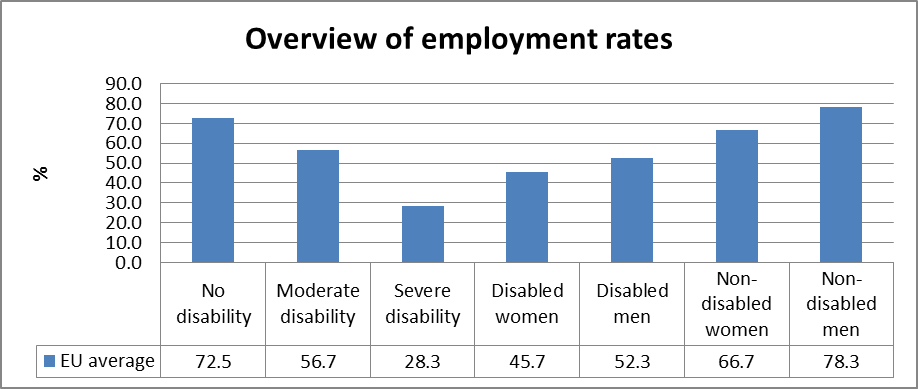 Overview of employment rates
90.0
80.0
70.0
60.0
50.0
40.0
30.0
20.0
10.0
0.0
%
No disability
Moderate disability
Severe disability
Disabled women
Disabled men
Non-disabled women
Non-disabled men
EU average 72.5 56.7 28.3 45.7 52.3 66.7 78.3